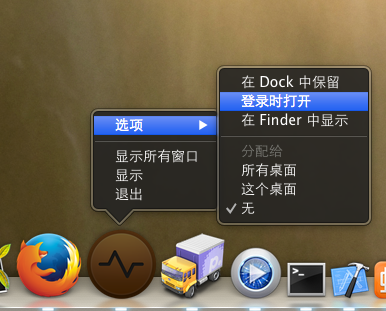 选项
显示所有窗口
显示
退出
在 Dock 中保留
登录时打开
在 Finder 中显示
分配给
所有桌面
这个桌面
无